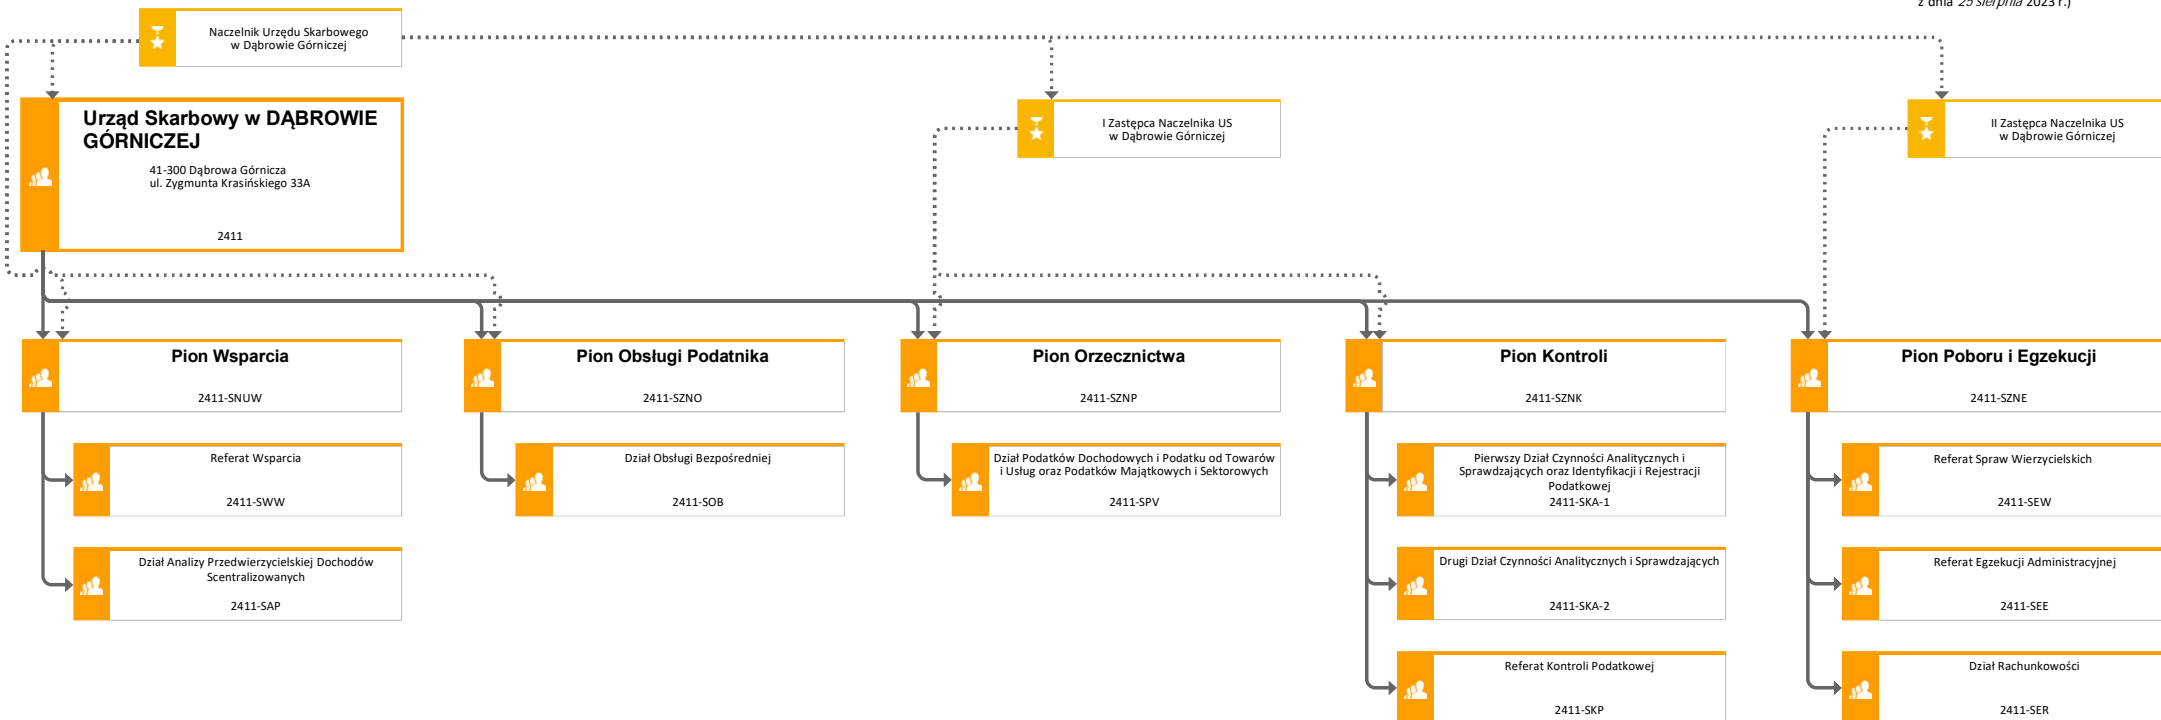 z dnia 25 sierpnia 2023 r.)
Naczelnik Urzędu Skarbowego
w Dąbrowie Górniczej
Urząd Skarbowy w DĄBROWIE
GÓRNICZEJ
41-300 Dąbrowa Górnicza
ul. Zygmunta Krasińskiego 33A
2411
I Zastępca Naczelnika US
w Dąbrowie Górniczej
II Zastępca Naczelnika US
w Dąbrowie Górniczej
Pion Wsparcia
2411-SNUW
Referat Wsparcia
2411-SWW
Dział Analizy Przedwierzycielskiej Dochodów
Scentralizowanych
2411-SAP
Pion Obsługi Podatnika
2411-SZNO
Dział Obsługi Bezpośredniej
2411-SOB
Pion Orzecznictwa
2411-SZNP
Dział Podatków Dochodowych i Podatku od Towarów
i Usług oraz Podatków Majątkowych i Sektorowych
2411-SPV
Pion Kontroli
2411-SZNK
Pierwszy Dział Czynności Analitycznych i
Sprawdzających oraz Identyfikacji i Rejestracji
Podatkowej
2411-SKA-1
Drugi Dział Czynności Analitycznych i Sprawdzających
2411-SKA-2
Referat Kontroli Podatkowej
2411-SKP
Pion Poboru i Egzekucji
2411-SZNE
Referat Spraw Wierzycielskich
2411-SEW
Referat Egzekucji Administracyjnej
2411-SEE
Dział Rachunkowości
2411-SER